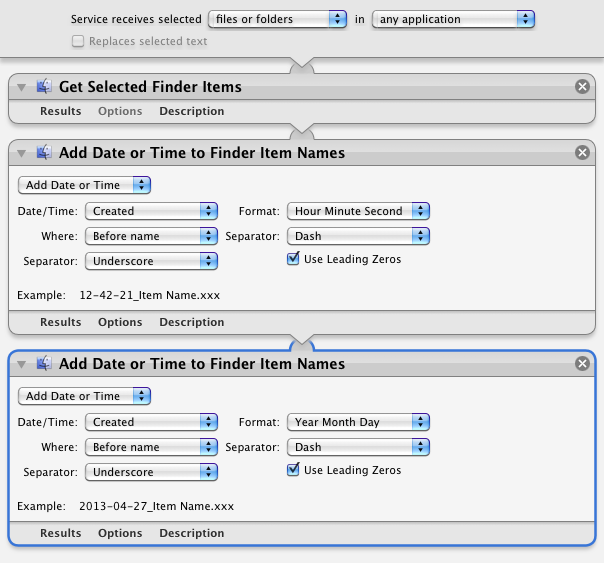 Service receives selected files or folders in any application
Replaces selected text
Get Selected Finder Items
Results Options Description
Add Date or Time to Finder Item Names
Add Date or Time
Date/Time: Created Format: Hour Minute Second
Where: Before name Separator: Dash
Separator: Underscore Use Leading Zeros
Example: 12-42-21_Item Name.xxx
Results Options Description
Add Date or Time to Finder Item Names
Add Date or Time
Date/Time: Created Format: Year Month Day
Where: Before name Separator: Dash
Separator: Underscore Use Leading Zeros
Example: 2013-04-27_Item Name.xxx
Results Options Description